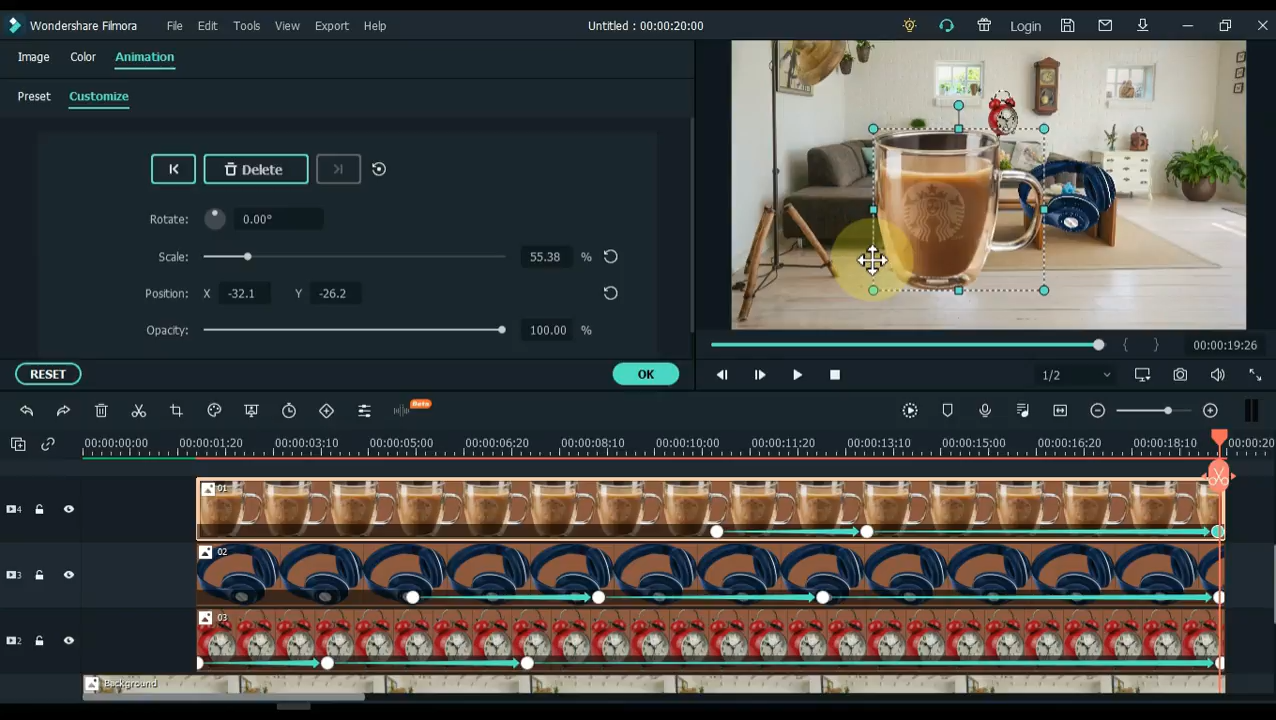 Wondershare Filmora File Edit Tools View Export Help Untitled : 00:00:20:00 Login
Image Color Animation
Preset Customize
Delete
Rotate: 0.00°
Scale: 55.38 %
Position: X -32.1 Y -26.2
Opacity: 100.00 %
RESET OK
{ } 00:00:19:26
1/2
Beta
00:00:00:00 00:00:01:20 00:00:03:10 00:00:05:00 00:00:06:20 00:00:08:10 00:00:10:00 00:00:11:20 00:00:13:10 00:00:15:00 00:00:16:20 00:00:18:10 00:00:20
01
4
02
3
03
2
Background